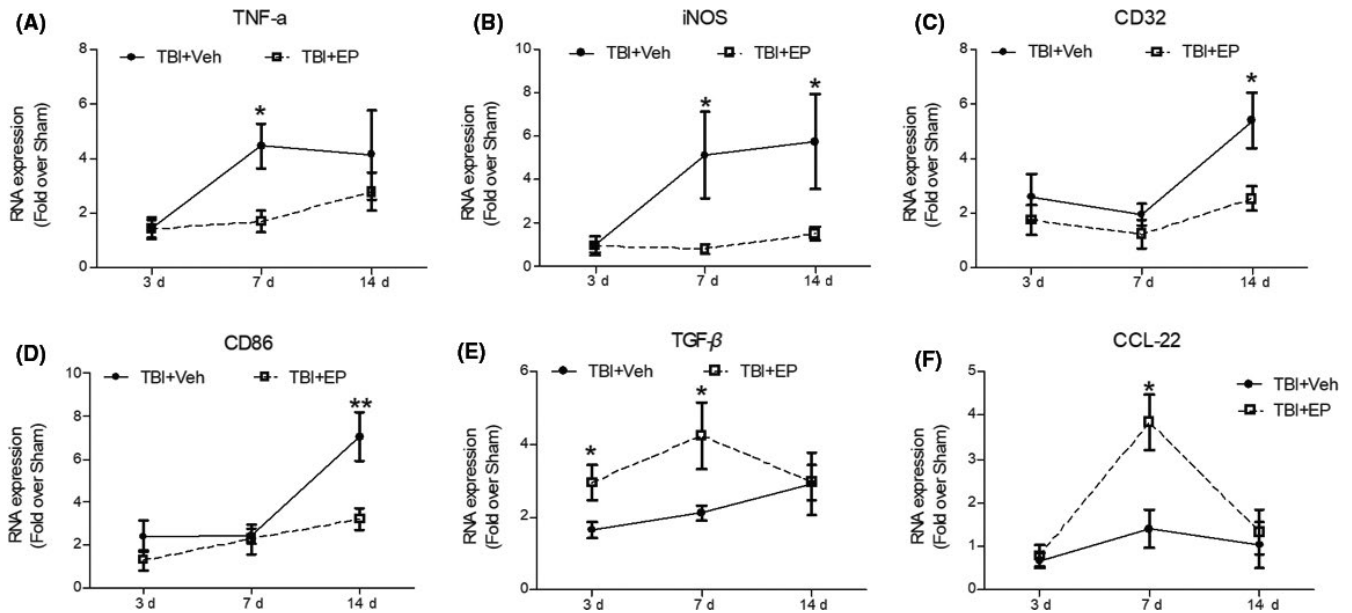 (A)
TNF-a
TBI+Veh
TBI+EP
RNA expression
(Fold over Sham)
8
6
4
2
0
*
3 d
7 d
14 d
(B)
iNOS
TBI+Veh
TBI+EP
RNA expression
(Fold over Sham)
10
8
6
4
2
0
*
*
3 d
7 d
14 d
(C)
CD32
TBI+Veh
TBI+EP
RNA expression
(Fold over Sham)
8
6
4
2
0
*
3 d
7 d
14 d
(D)
CD86
TBI+Veh
TBI+EP
RNA expression
(Fold over Sham)
10
8
6
4
2
0
**
3 d
7 d
14 d
(E)
TGF-β
TBI+Veh
TBI+EP
RNA expression
(Fold over Sham)
6
4
2
0
*
*
3 d
7 d
14 d
(F)
CCL-22
TBI+Veh
TBI+EP
RNA expression
(Fold over Sham)
5
4
3
2
1
0
*
3 d
7 d
14 d